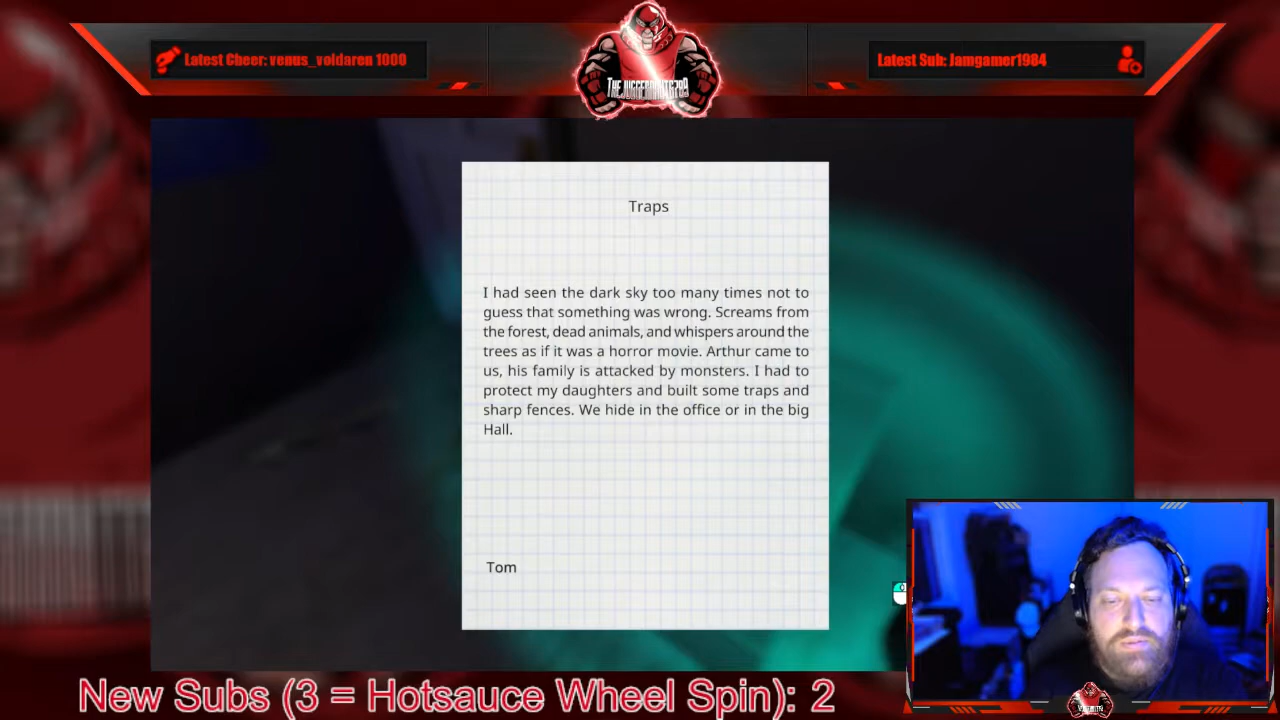 Latest Cheer: venus_voldaren 1000
THEJUGGERNAUT6789
Latest Sub: Jamgamer1984
Traps
I had seen the dark sky too many times not to
guess that something was wrong. Screams from
the forest, dead animals, and whispers around the
trees as if it was a horror movie. Arthur came to
us, his family is attacked by monsters. I had to
protect my daughters and built some traps and
sharp fences. We hide in the office or in the big
Hall.
Tom
New Subs (3 = Hotsauce Wheel Spin): 2